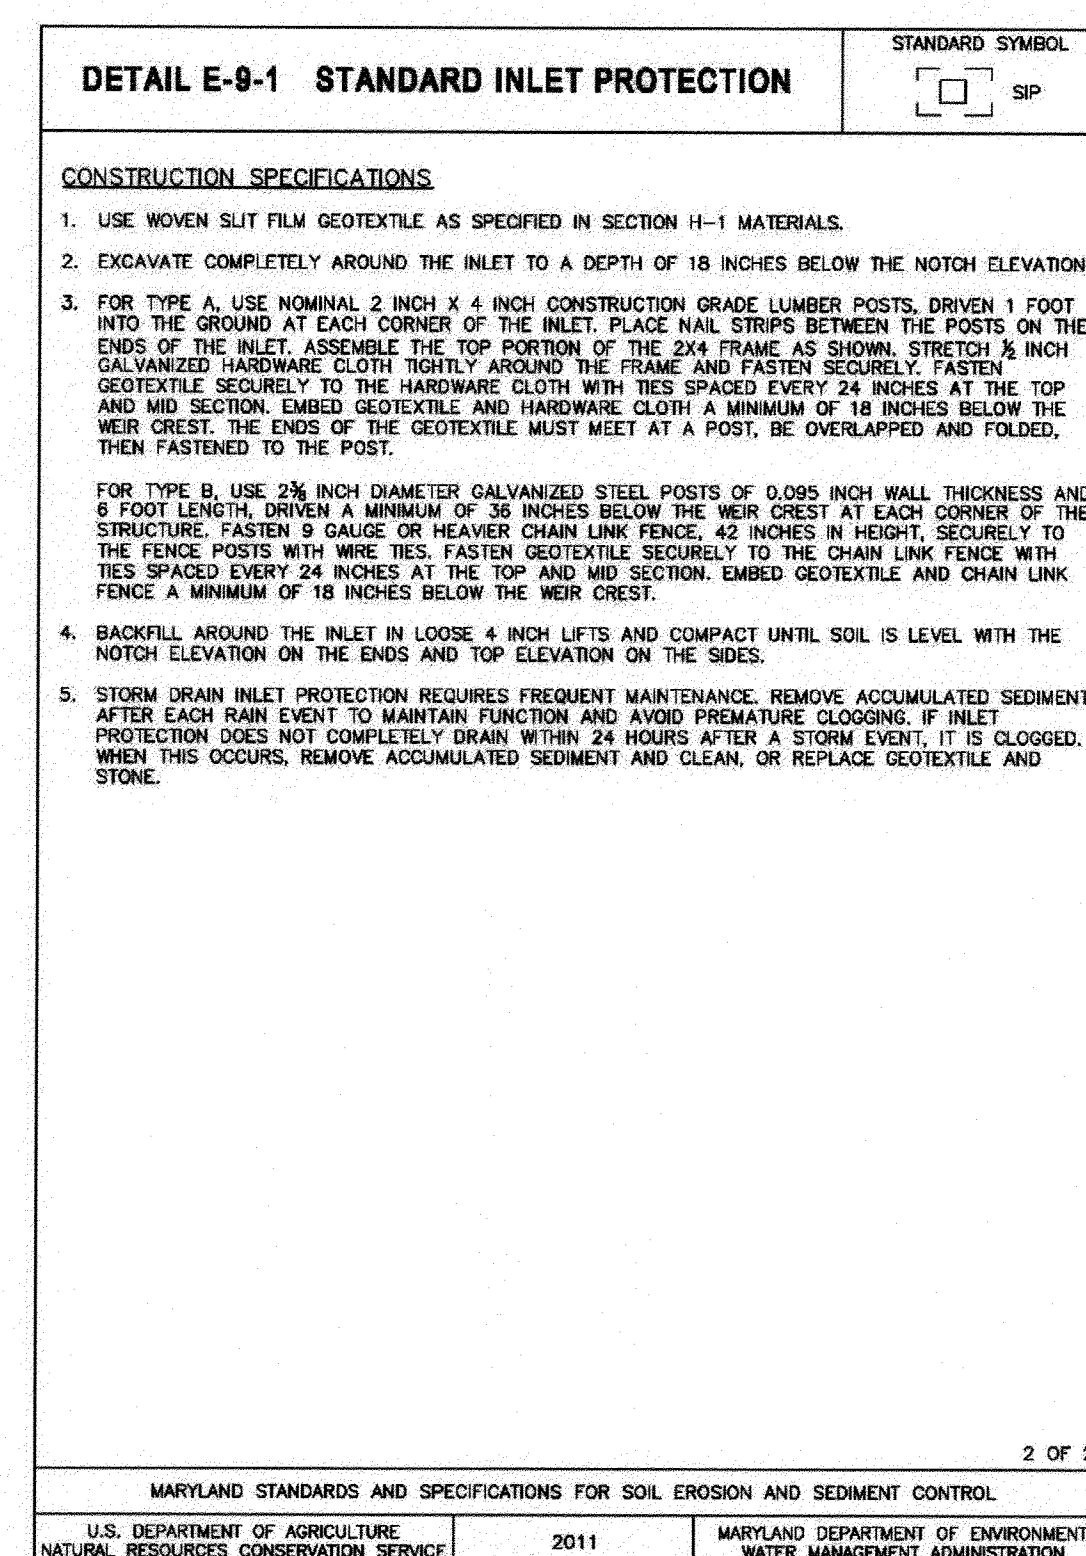 STANDARD SYMBOL
DETAIL E-9-1 STANDARD INLET PROTECTION
SIP
CONSTRUCTION SPECIFICATIONS
1. USE WOVEN SLIT FILM GEOTEXTILE AS SPECIFIED IN SECTION H-1 MATERIALS.
2. EXCAVATE COMPLETELY AROUND THE INLET TO A DEPTH OF 18 INCHES BELOW THE NOTCH ELEVATION
3. FOR TYPE A, USE NOMINAL 2 INCH X 4 INCH CONSTRUCTION GRADE LUMBER POSTS, DRIVEN 1 FOOT
INTO THE GROUND AT EACH CORNER OF THE INLET. PLACE NAIL STRIPS BETWEEN THE POSTS ON THE
ENDS OF THE INLET. ASSEMBLE THE TOP PORTION OF THE 2X4 FRAME AS SHOWN. STRETCH ½ INCH
GALVANIZED HARDWARE CLOTH TIGHTLY AROUND THE FRAME AND FASTEN SECURELY. FASTEN
GEOTEXTILE SECURELY TO THE HARDWARE CLOTH WITH TIES SPACED EVERY 24 INCHES AT THE TOP
AND MID SECTION. EMBED GEOTEXTILE AND HARDWARE CLOTH A MINIMUM OF 18 INCHES BELOW THE
WEIR CREST. THE ENDS OF THE GEOTEXTILE MUST MEET AT A POST, BE OVERLAPPED AND FOLDED,
THEN FASTENED TO THE POST.
FOR TYPE B, USE 2⅜ INCH DIAMETER GALVANIZED STEEL POSTS OF 0.095 INCH WALL THICKNESS AND
6 FOOT LENGTH, DRIVEN A MINIMUM OF 36 INCHES BELOW THE WEIR CREST AT EACH CORNER OF THE
STRUCTURE. FASTEN 9 GAUGE OR HEAVIER CHAIN LINK FENCE, 42 INCHES IN HEIGHT, SECURELY TO
THE FENCE POSTS WITH WIRE TIES. FASTEN GEOTEXTILE SECURELY TO THE CHAIN LINK FENCE WITH
TIES SPACED EVERY 24 INCHES AT THE TOP AND MID SECTION. EMBED GEOTEXTILE AND CHAIN LINK
FENCE A MINIMUM OF 18 INCHES BELOW THE WEIR CREST.
4. BACKFILL AROUND THE INLET IN LOOSE 4 INCH LIFTS AND COMPACT UNTIL SOIL IS LEVEL WITH THE
NOTCH ELEVATION ON THE ENDS AND TOP ELEVATION ON THE SIDES.
5. STORM DRAIN INLET PROTECTION REQUIRES FREQUENT MAINTENANCE. REMOVE ACCUMULATED SEDIMENT
AFTER EACH RAIN EVENT TO MAINTAIN FUNCTION AND AVOID PREMATURE CLOGGING. IF INLET
PROTECTION DOES NOT COMPLETELY DRAIN WITHIN 24 HOURS AFTER A STORM EVENT, IT IS CLOGGED.
WHEN THIS OCCURS, REMOVE ACCUMULATED SEDIMENT AND CLEAN, OR REPLACE GEOTEXTILE AND
STONE.
2 OF
MARYLAND STANDARDS AND SPECIFICATIONS FOR SOIL EROSION AND SEDIMENT CONTROL
U.S. DEPARTMENT OF AGRICULTURE
NATURAL RESOURCES CONSERVATION SERVICE
2011
MARYLAND DEPARTMENT OF ENVIRONMENT
WATER MANAGEMENT ADMINISTRATION